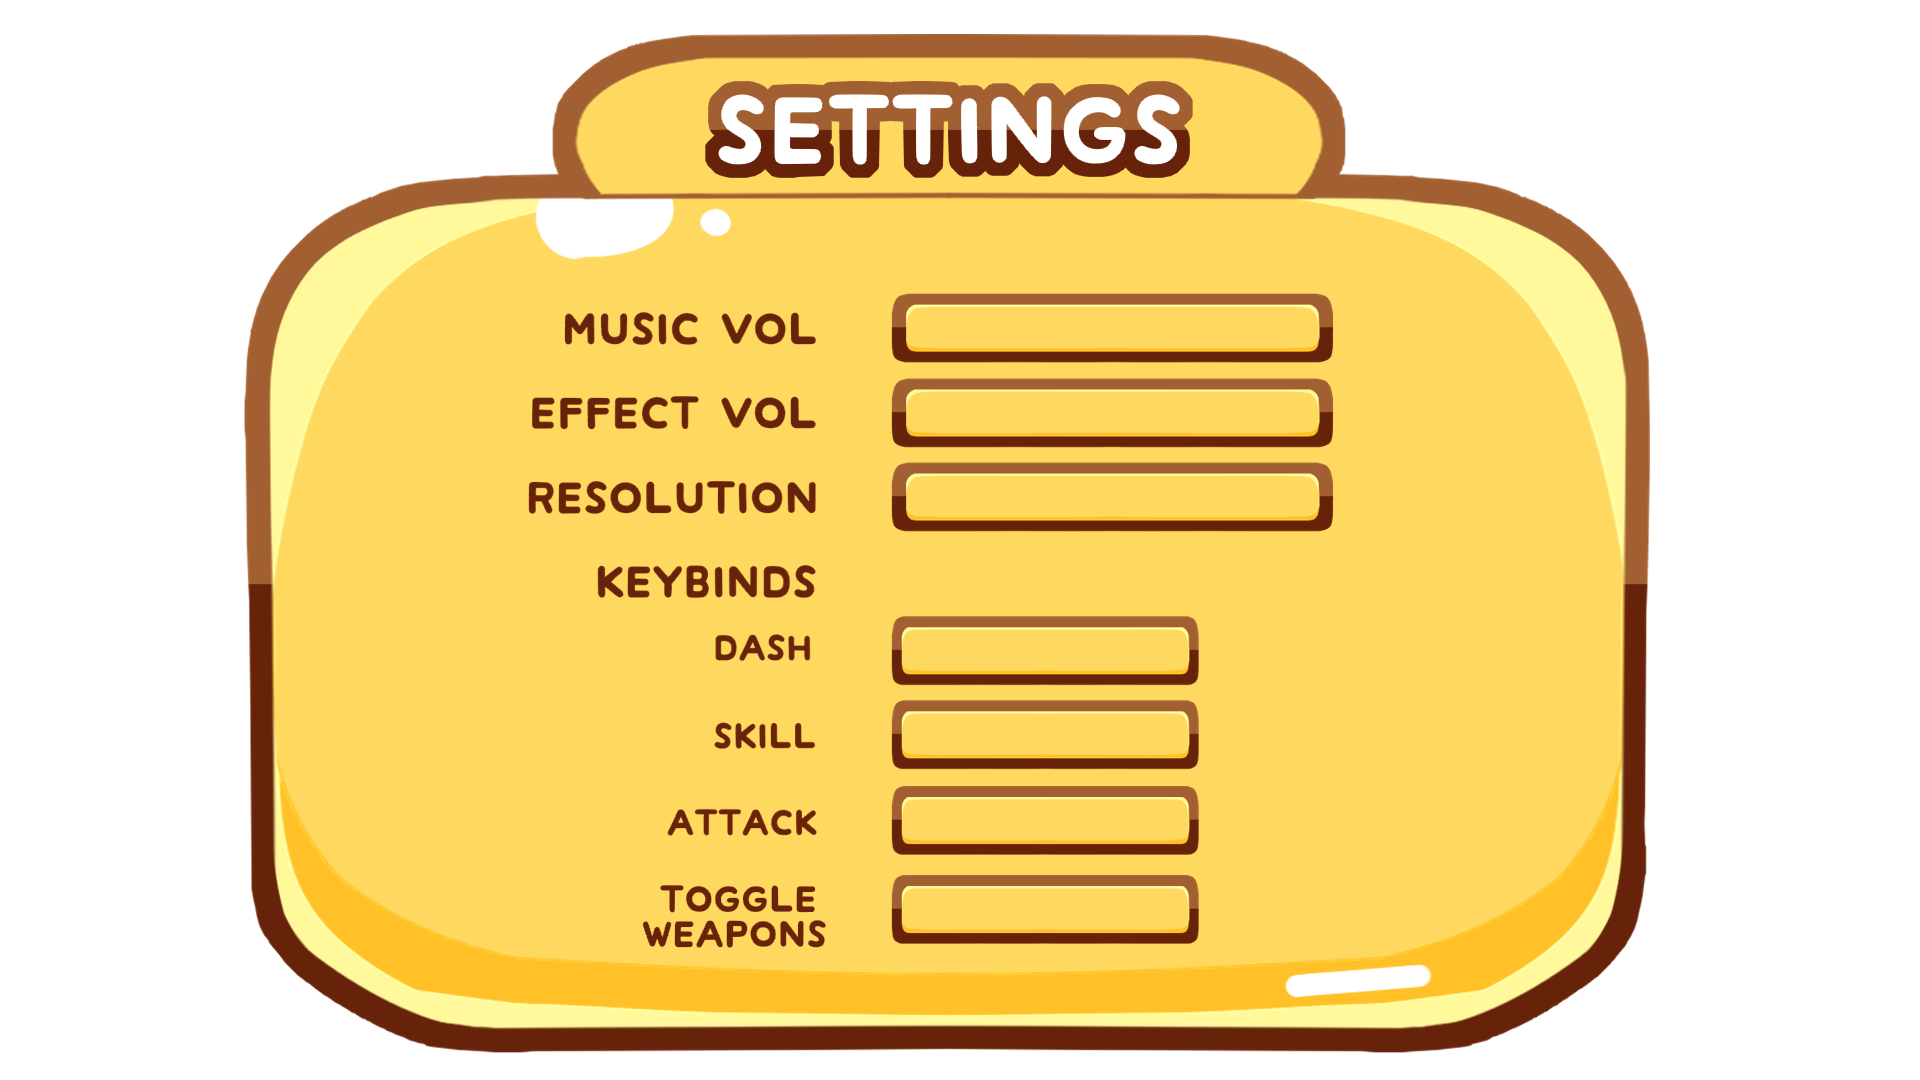 SETTINGS
MUSIC VOL
EFFECT VOL
RESOLUTION
KEYBINDS
DASH
SKILL
ATTACK
TOGGLE
WEAPONS